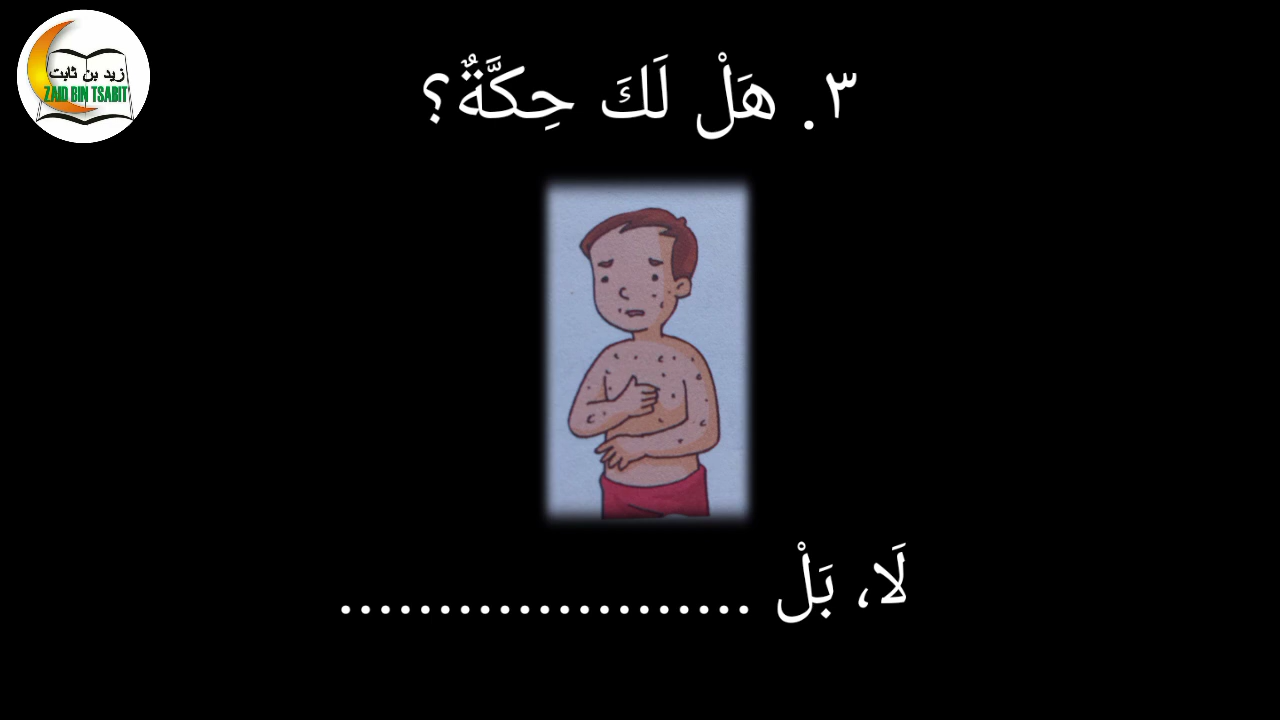 زيد بن ثابت
ZAID BIN TSABIT
٣. هَلْ لَكَ حِكَّةٌ؟
لَا، بَلْ .....................